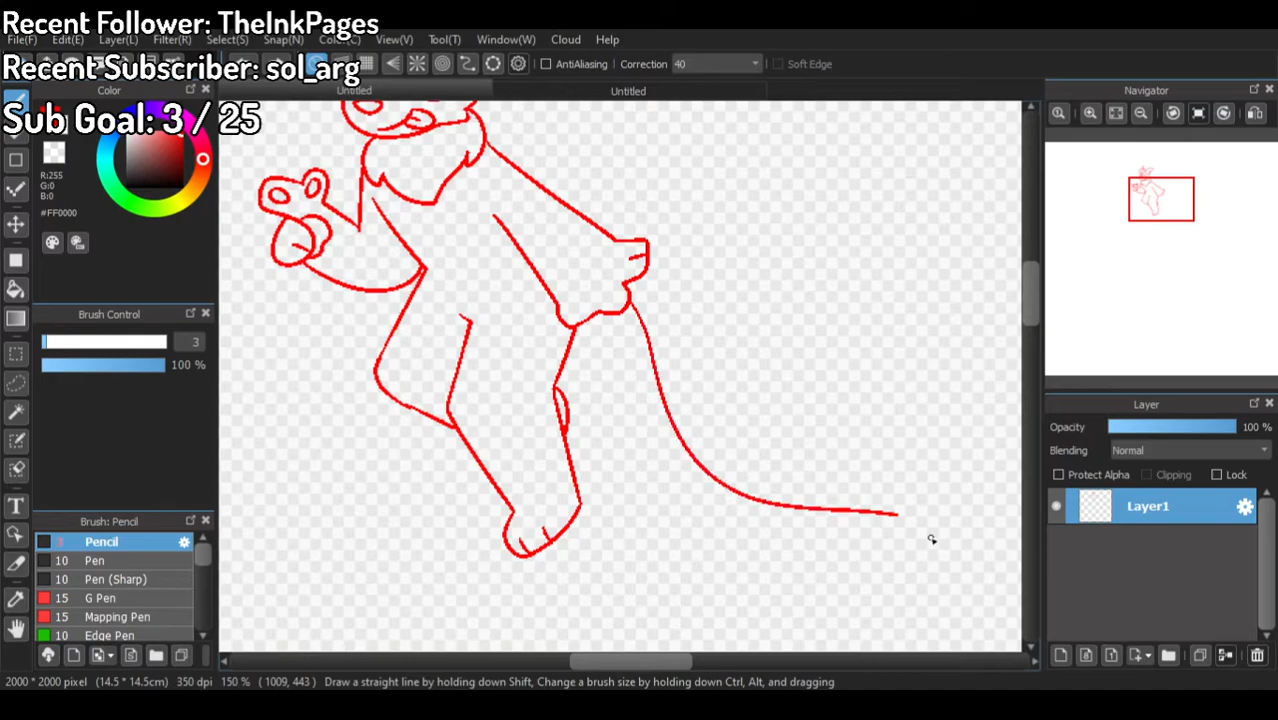 Recent Follower: TheInkPages
File(F) Edit(E) Layer(L) Filter(R) Select(S) Snap(N) Color(C) View(V) Tool(T) Window(W) Cloud Help
Recent Subscriber: sol_arg
AntiAliasing Correction 40 Soft Edge
Color Untitled Untitled Navigator
Sub Goal: 3 / 25
R:255
G:0
B:0
#FF0000
Brush Control
3
100 %
Layer
Opacity 100 %
Blending Normal
Protect Alpha Clipping Lock
Layer1
Brush: Pencil
3 Pencil
10 Pen
10 Pen (Sharp)
15 G Pen
15 Mapping Pen
10 Edge Pen
2000 * 2000 pixel (14.5 * 14.5cm) 350 dpi 150 % ( 1009, 443 ) Draw a straight line by holding down Shift, Change a brush size by holding down Ctrl, Alt, and dragging